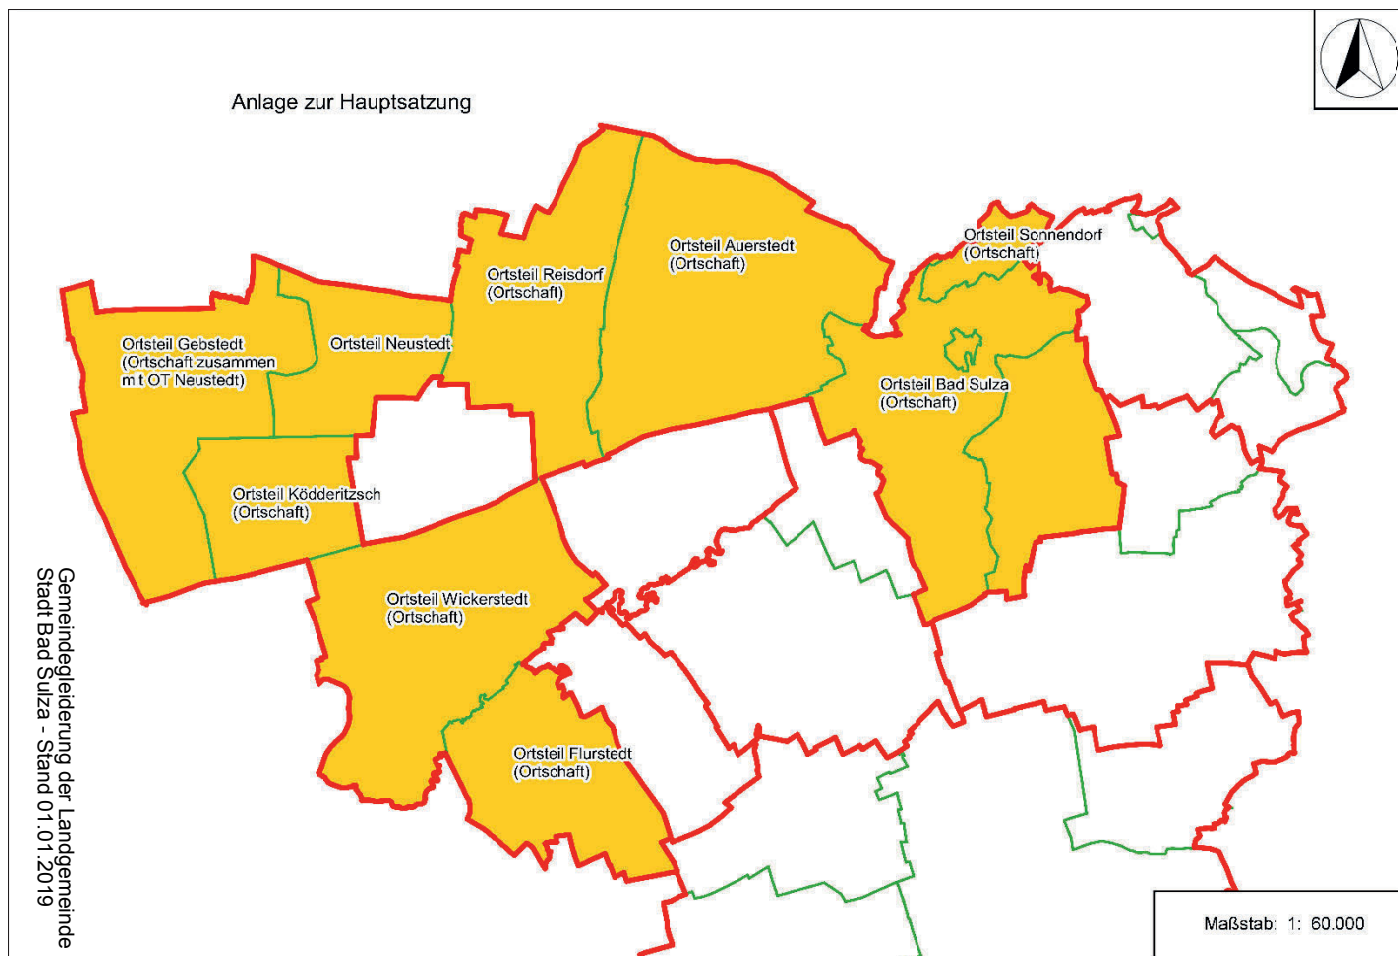 Anlage zur Hauptsatzung
Ortsteil Sonnendorf
(Ortschaft)
Ortsteil Auerstedt
(Ortschaft)
Ortsteil Reisdorf
(Ortschaft)
Ortsteil Gebstedt
(Ortschaft zusammen
mit OT Neustedt)
Ortsteil Neustedt
Ortsteil Bad Sulza
(Ortschaft)
Ortsteil Ködderitzsch
(Ortschaft)
Ortsteil Wickerstedt
(Ortschaft)
Ortsteil Flurstedt
(Ortschaft)
Gemeindegleiderung der Landgemeinde
Stadt Bad Sulza - Stand 01.01.2019
Maßstab: 1: 60.000